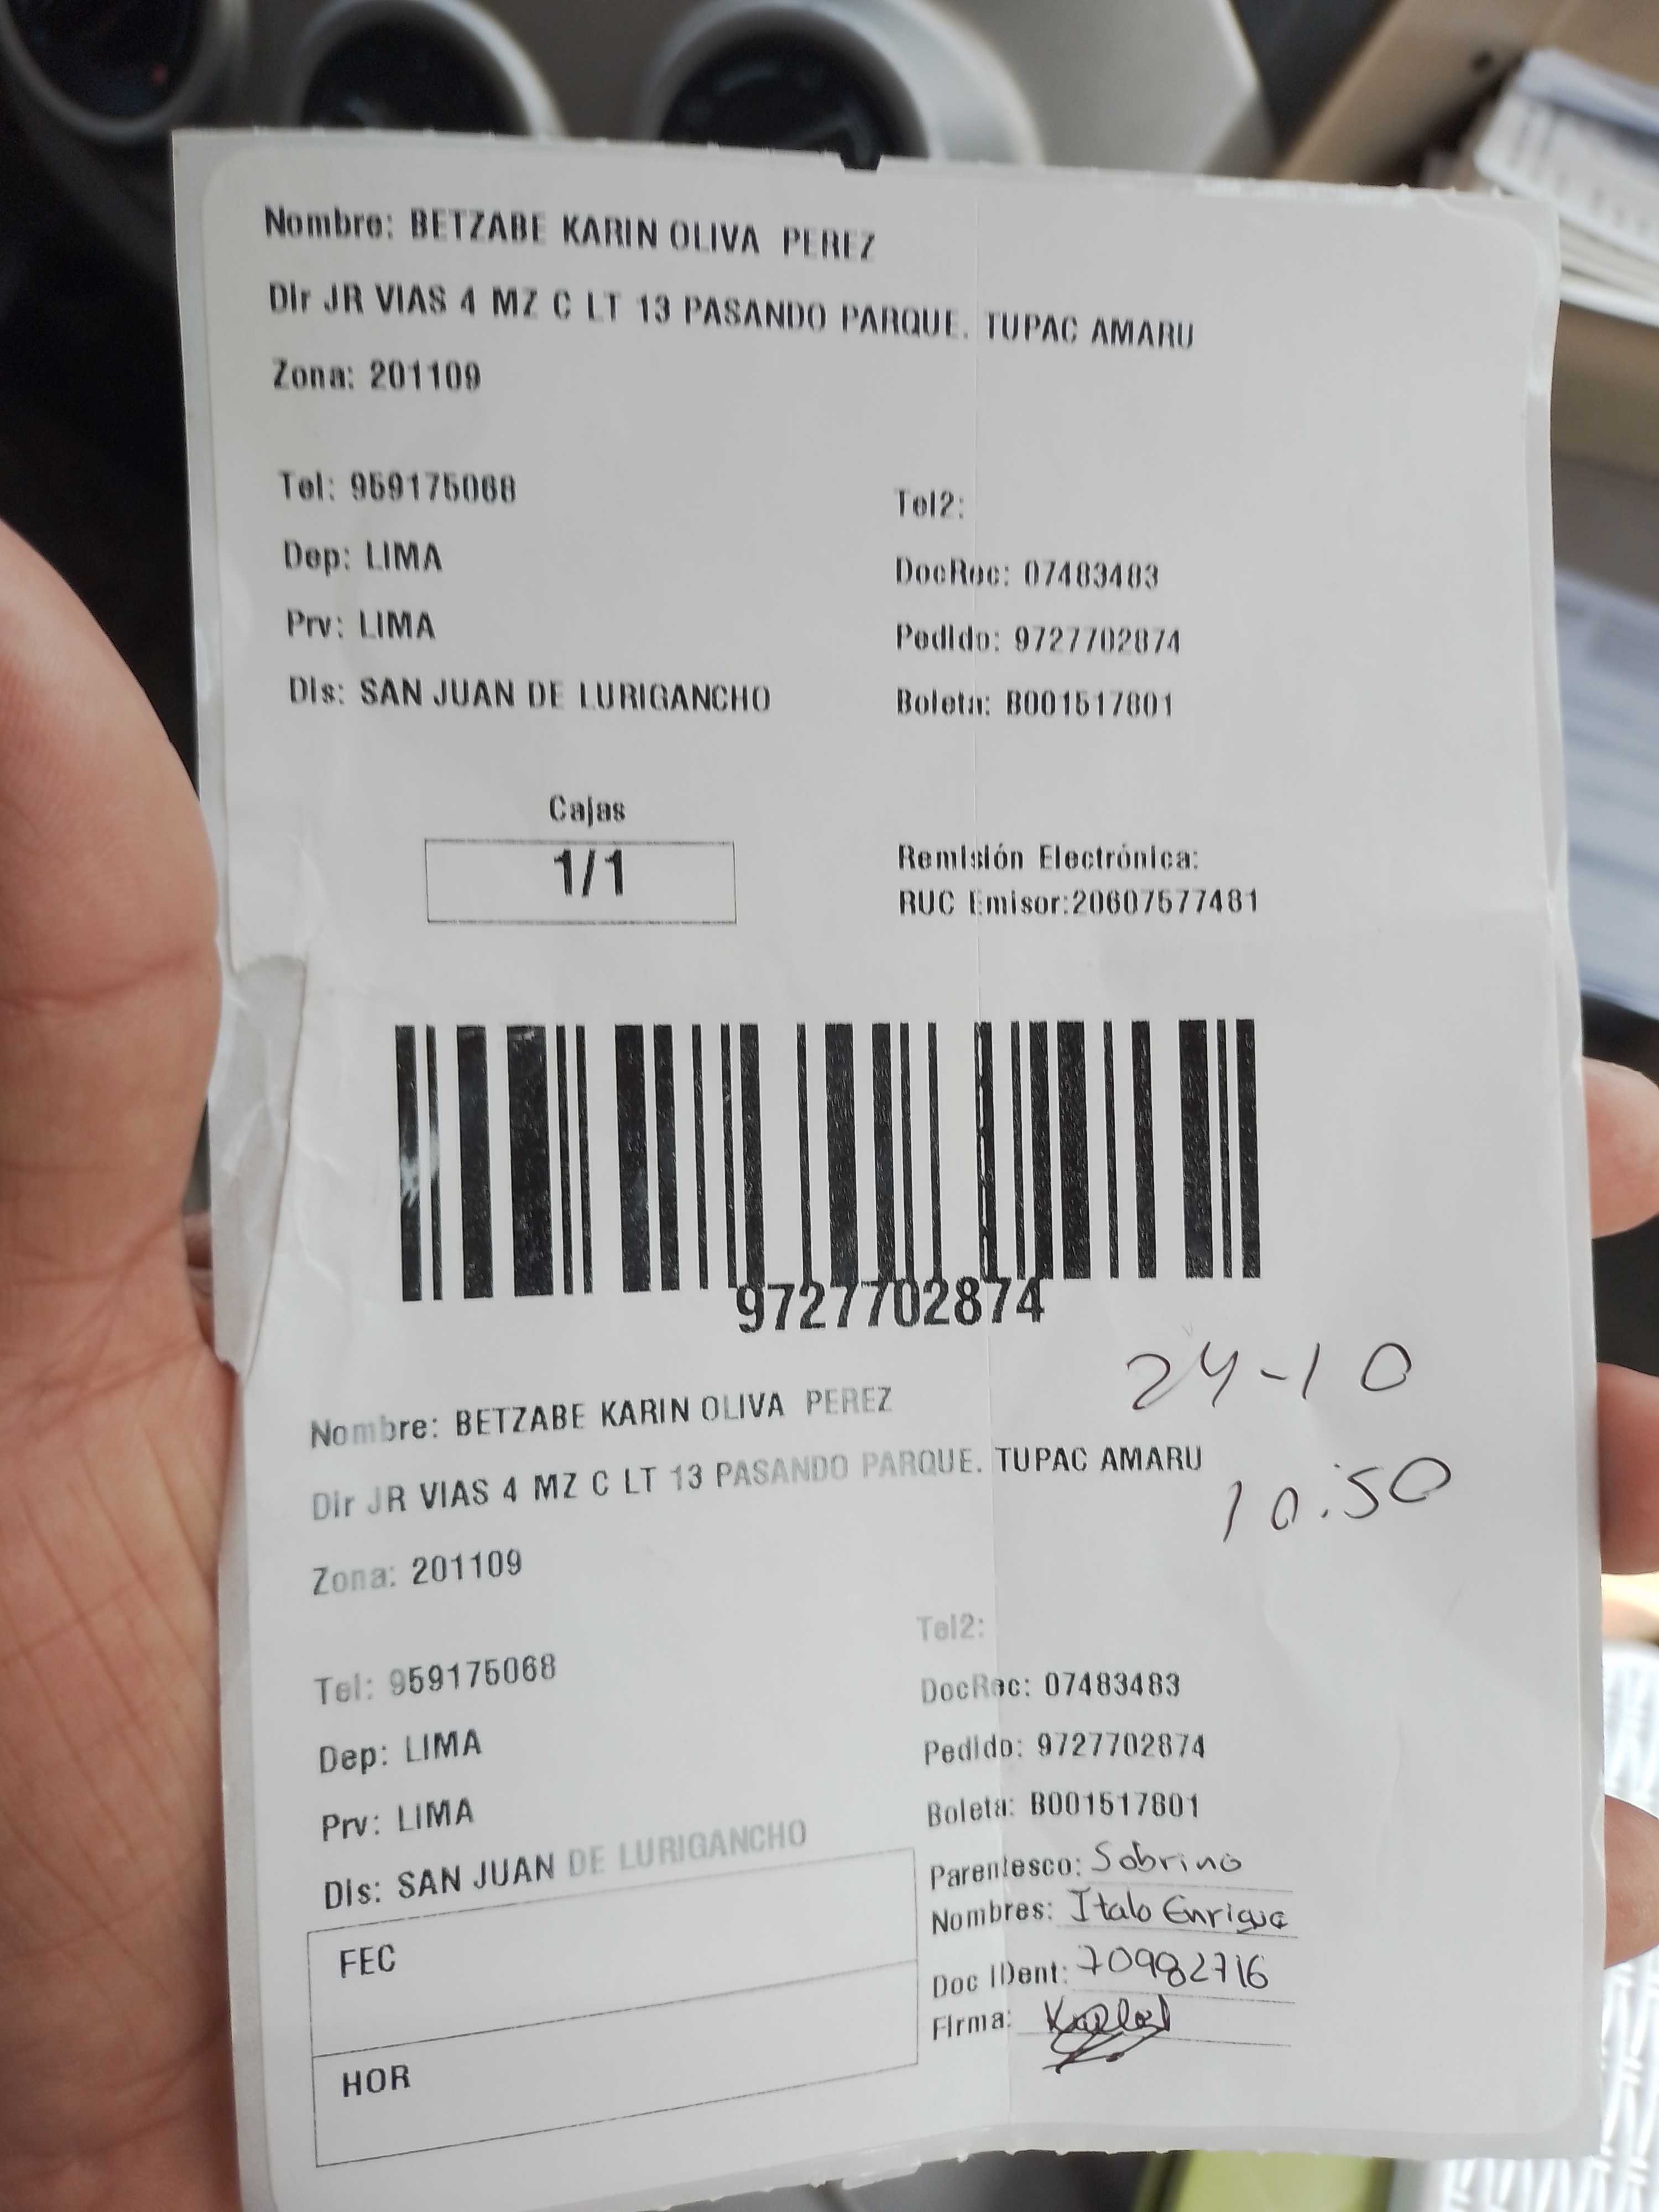 Nombre: BETZABE KARIN OLIVA PEREZ
Dir JR VIAS 4 MZ C LT 13 PASANDO PARQUE. TUPAC AMARU
Zona: 201109
Tel: 959175068
Tel2:
Dep: LIMA
DocRec: 07483483
Prv: LIMA
Pedido: 9727702874
Dis: SAN JUAN DE LURIGANCHO
Boleta: B001517801
Cajas
1/1
Remisión Electrónica:
RUC Emisor:20607577481
9727702874
24-10
Nombre: BETZABE KARIN OLIVA PEREZ
Dir JR VIAS 4 MZ C LT 13 PASANDO PARQUE. TUPAC AMARU
10:50
Zona: 201109
Tel2:
Tel: 959175068
DocRec: 07483483
Dep: LIMA
Pedido: 9727702874
Prv: LIMA
Boleta: B001517801
Dis: SAN JUAN DE LURIGANCHO
Parentesco: Sobrino
Nombres: Italo Enrique
FEC
Doc IDent: 70982716
Firma:
HOR